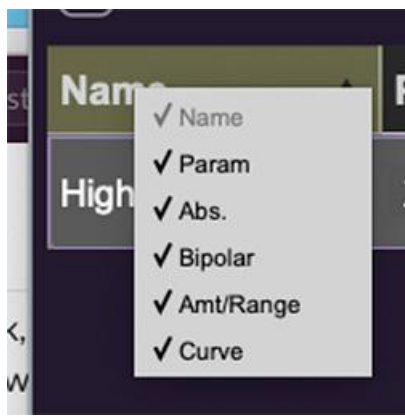 Name
✓ Name
✓ Param
High
✓ Abs.
✓ Bipolar
✓ Amt/Range
✓ Curve